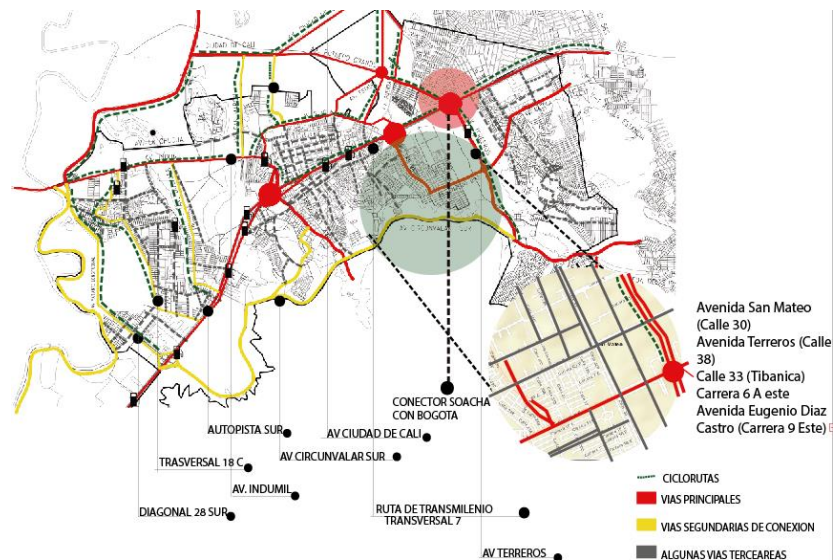 CIUDAD DE CALI
AV CIRCUNVALAR SUR
Avenida San Mateo
(Calle 30)
Avenida Terreros (Calle
38)
Calle 33 (Tibanica)
Carrera 6 A este
Avenida Eugenio Diaz
Castro (Carrera 9 Este)
CONECTOR SOACHA
CON BOGOTA
AUTOPISTA SUR
AV CIUDAD DE CALI
TRASVERSAL 18 C
AV CIRCUNVALAR SUR
AV. INDUMIL
DIAGONAL 28 SUR
RUTA DE TRANSMILENIO
TRANSVERSAL 7
AV TERREROS
CICLORUTAS
VIAS PRINCIPALES
VIAS SEGUNDARIAS DE CONEXION
ALGUNAS VIAS TERCEAREAS